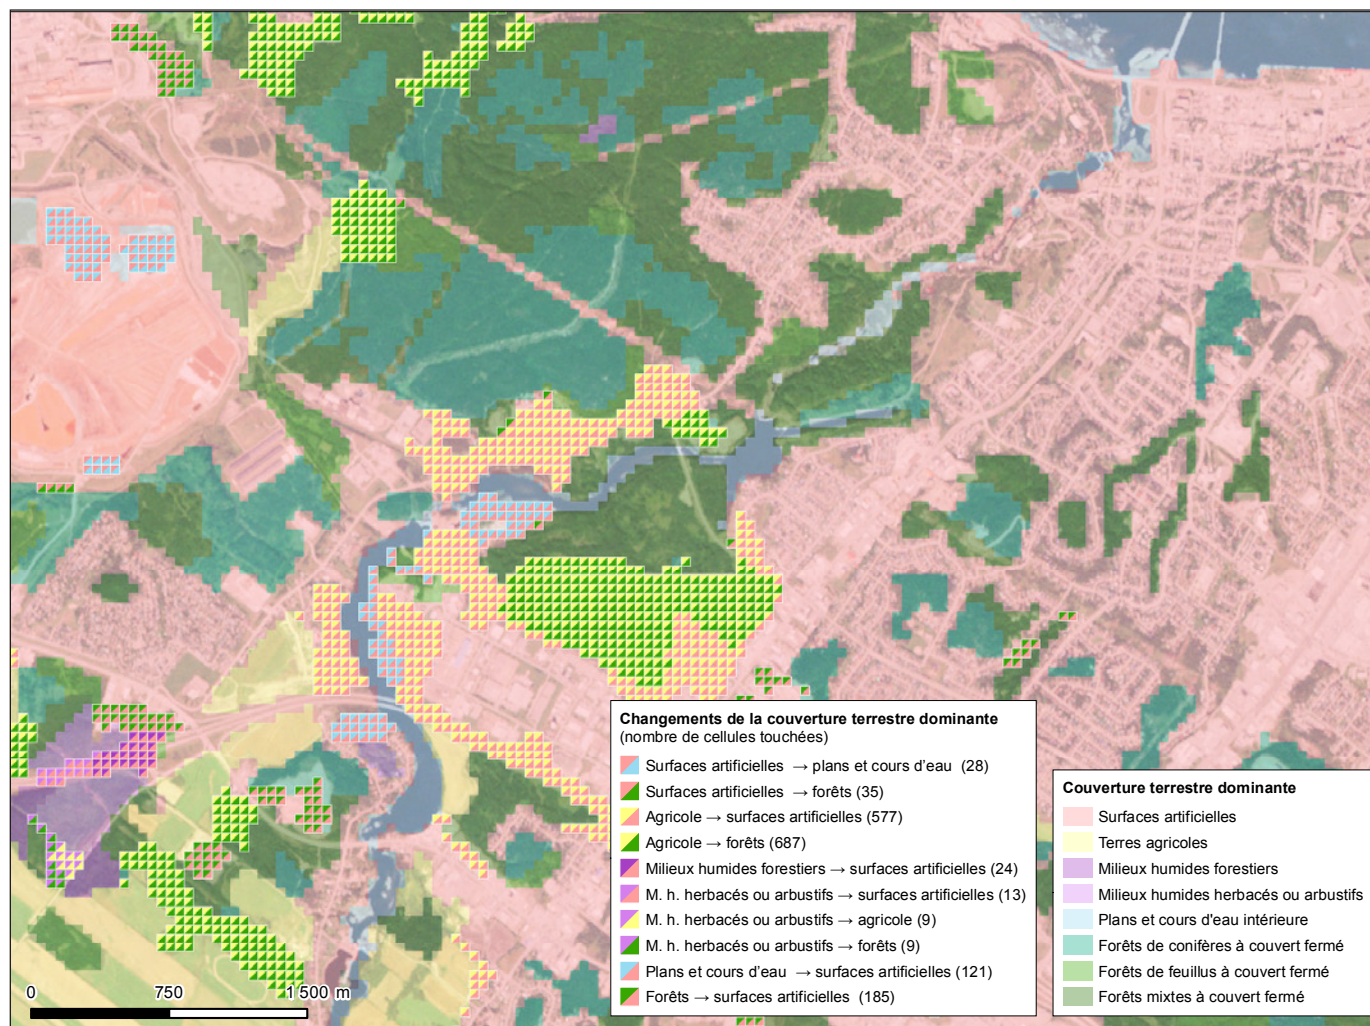 Changements de la couverture terrestre dominante
(nombre de cellules touchées)
Surfaces artificielles → plans et cours d'eau (28)
Surfaces artificielles → forêts (35)
Agricole → surfaces artificielles (577)
Agricole → forêts (687)
Milieux humides forestiers → surfaces artificielles (24)
M. h. herbacés ou arbustifs → surfaces artificielles (13)
M. h. herbacés ou arbustifs → agricole (9)
M. h. herbacés ou arbustifs → forêts (9)
Plans et cours d'eau → surfaces artificielles (121)
Forêts → surfaces artificielles (185)
Couverture terrestre dominante
Surfaces artificielles
Terres agricoles
Milieux humides forestiers
Milieux humides herbacés ou arbustifs
Plans et cours d'eau intérieure
Forêts de conifères à couvert fermé
Forêts de feuillus à couvert fermé
Forêts mixtes à couvert fermé
0 750 1 500 m